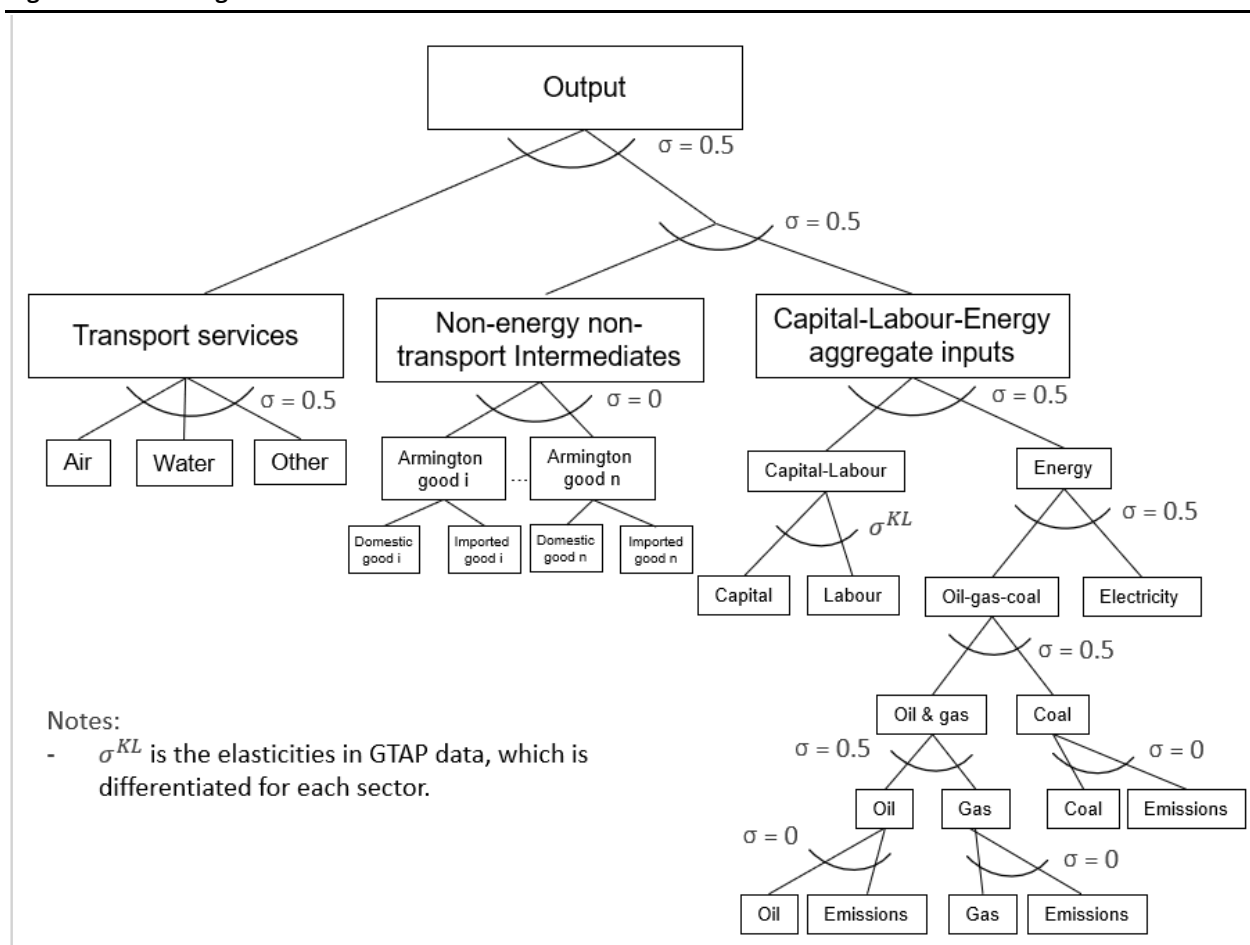 Output
σ = 0.5
σ = 0.5
Transport services
Non-energy non-
transport Intermediates
Capital-Labour-Energy
aggregate inputs
σ = 0.5
σ = 0
σ = 0.5
Air
Water
Other
Armington
good i
...
Armington
good n
Capital-Labour
Energy
Domestic
good i
Imported
good i
Domestic
good n
Imported
good n
σ^KL
σ = 0.5
Capital
Labour
Oil-gas-coal
Electricity
σ = 0.5
Oil & gas
Coal
σ = 0.5
σ = 0
Oil
Gas
Coal
Emissions
σ = 0
σ = 0
Oil
Emissions
Gas
Emissions
Notes:
- σ^KL is the elasticities in GTAP data, which is
differentiated for each sector.